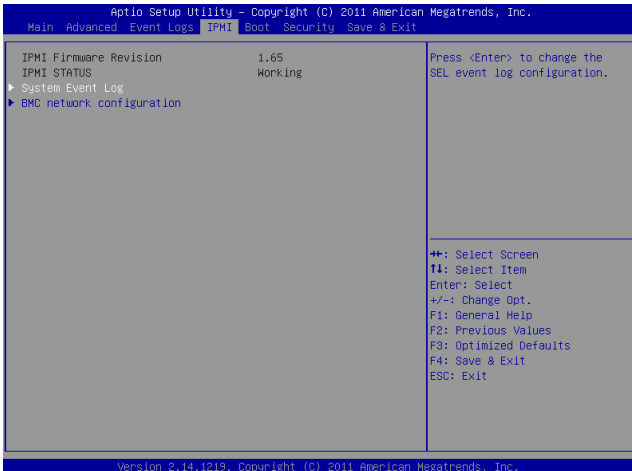 Aptio Setup Utility – Copyright (C) 2011 American Megatrends, Inc.
Main Advanced Event Logs IPMI Boot Security Save & Exit
IPMI Firmware Revision 1.65
IPMI STATUS Working
System Event Log
BMC network configuration
Press <Enter> to change the
SEL event log configuration.
→←: Select Screen
↑↓: Select Item
Enter: Select
+/-: Change Opt.
F1: General Help
F2: Previous Values
F3: Optimized Defaults
F4: Save & Exit
ESC: Exit
Version 2.14.1219. Copyright (C) 2011 American Megatrends, Inc.